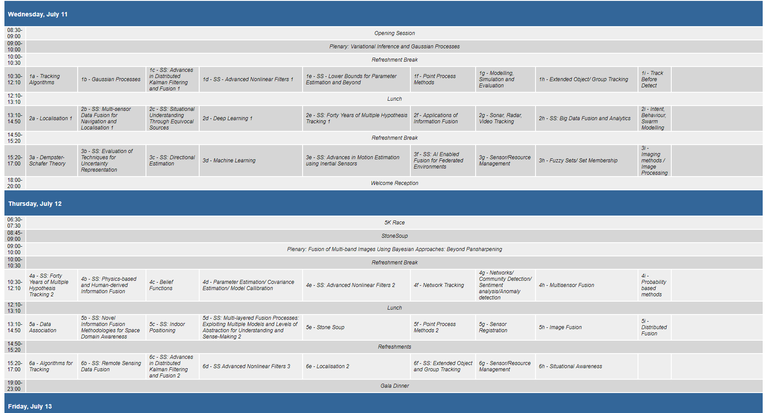 Wednesday, July 11
08:30-
09:00
Opening Session
09:00-
10:00
Plenary: Variational Inference and Gaussian Processes
10:00-
10:30
Refreshment Break
10:30-
12:10
1a - Tracking
Algorithms
1b - Gaussian Processes
1c - SS: Advances
in Distributed
Kalman Filtering
and Fusion 1
1d - SS - Advanced Nonlinear Filters 1
1e - SS - Lower Bounds for Parameter
Estimation and Beyond
1f - Point Process
Methods
1g - Modelling,
Simulation and
Evaluation
1h - Extended Object/ Group Tracking
1i - Track
Before
Detect
12:10-
13:10
Lunch
13:10-
14:50
2a - Localisation 1
2b - SS: Multi-sensor
Data Fusion for
Navigation and
Localisation 1
2c - SS: Situational
Understanding
Through Equivocal
Sources
2d - Deep Learning 1
2e - SS: Forty Years of Multiple Hypothesis
Tracking 1
2f - Applications of
Information Fusion
2g - Sonar, Radar,
Video Tracking
2h - SS: Big Data Fusion and Analytics
2i - Intent,
Behaviour,
Swarm
Modelling
14:50-
15:20
Refreshment Break
15:20-
17:00
3a - Dempster-
Schafer Theory
3b - SS: Evaluation of
Techniques for
Uncertainty
Representation
3c - SS: Directional
Estimation
3d - Machine Learning
3e - SS: Advances in Motion Estimation
using Inertial Sensors
3f - SS: AI Enabled
Fusion for Federated
Environments
3g - Sensor/Resource
Management
3h - Fuzzy Sets/ Set Membership
3i -
Imaging
methods /
Image
Processing
18:00-
20:00
Welcome Reception
Thursday, July 12
06:30-
07:30
5K Race
08:45-
09:00
StoneSoup
09:00-
10:00
Plenary: Fusion of Multi-band Images Using Bayesian Approaches: Beyond Pansharpening
10:00-
10:30
Refreshment Break
10:30-
12:10
4a - SS: Forty
Years of Multiple
Hypothesis
Tracking 2
4b - SS: Physics-based
and Human-derived
Information Fusion
4c - Belief
Functions
4d - Parameter Estimation/ Covariance
Estimation/ Model Callibration
4e - SS: Advanced Nonlinear Filters 2
4f - Network Tracking
4g - Networks/
Community Detection/
Sentiment
analysis/Anomaly
detection
4h - Multisensor Fusion
4i -
Probability
based
methods
12:10-
13:10
Lunch
13:10-
14:50
5a - Data
Association
5b - SS: Novel
Information Fusion
Methodologies for Space
Domain Awareness
5c - SS: Indoor
Positioning
5d - SS: Multi-layered Fusion Processes:
Exploiting Multiple Models and Levels of
Abstraction for Understanding and
Sense-Making 2
5e - Stone Soup
5f - Point Process
Methods 2
5g - Sensor
Registration
5h - Image Fusion
5i -
Distributed
Fusion
14:50-
15:20
Refreshments
15:20-
17:00
6a - Algorithms for
Tracking
6b - SS: Remote Sensing
Data Fusion
6c - SS: Advances
in Distributed
Kalman Filtering
and Fusion 2
6d - SS:Advanced Nonlinear Filters 3
6e - Localisation 2
6f - SS: Extended Object
and Group Tracking
6g - Sensor/Resource
Management
6h - Situational Awareness
19:00-
23:00
Gala Dinner
Friday, July 13